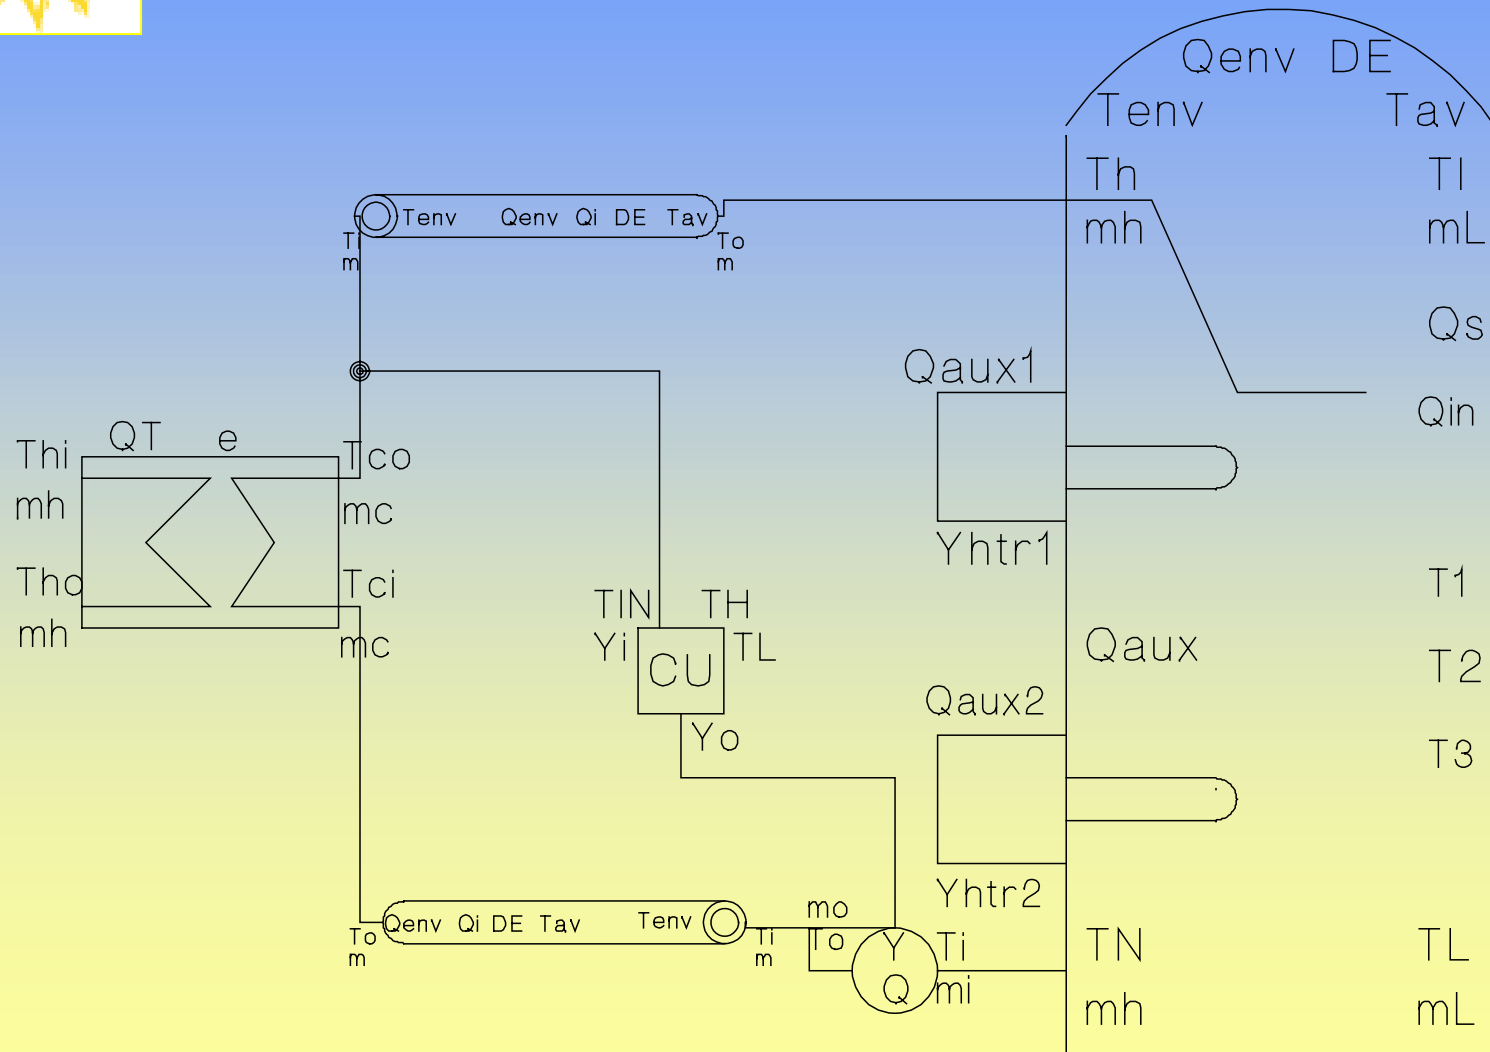 Qenv DE
Tenv Tav
Th Tl
mh mL
Tenv Qenv Qi DE Tav
Ti To
m m
Qs
Qaux1
Qin
QT e
Thi Tco
mh mc
Yhtr1
Tho Tci
T1
TIN TH
mh mc
Yi TL
CU
Qaux
T2
Qaux2
Yo
T3
Yhtr2
mo
Qenv Qi DE Tav Tenv
To Ti To Y Ti
TN TL
m m
Q mi
mh mL